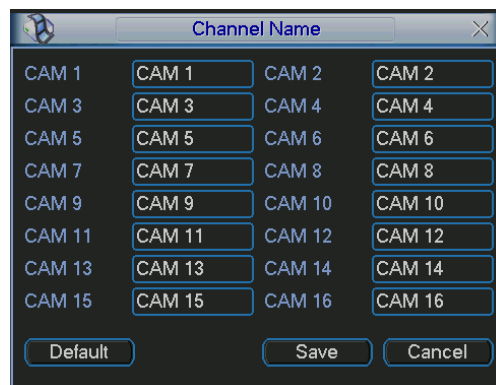 Channel Name
CAM 1 CAM 1 CAM 2 CAM 2
CAM 3 CAM 3 CAM 4 CAM 4
CAM 5 CAM 5 CAM 6 CAM 6
CAM 7 CAM 7 CAM 8 CAM 8
CAM 9 CAM 9 CAM 10 CAM 10
CAM 11 CAM 11 CAM 12 CAM 12
CAM 13 CAM 13 CAM 14 CAM 14
CAM 15 CAM 15 CAM 16 CAM 16
Default Save Cancel